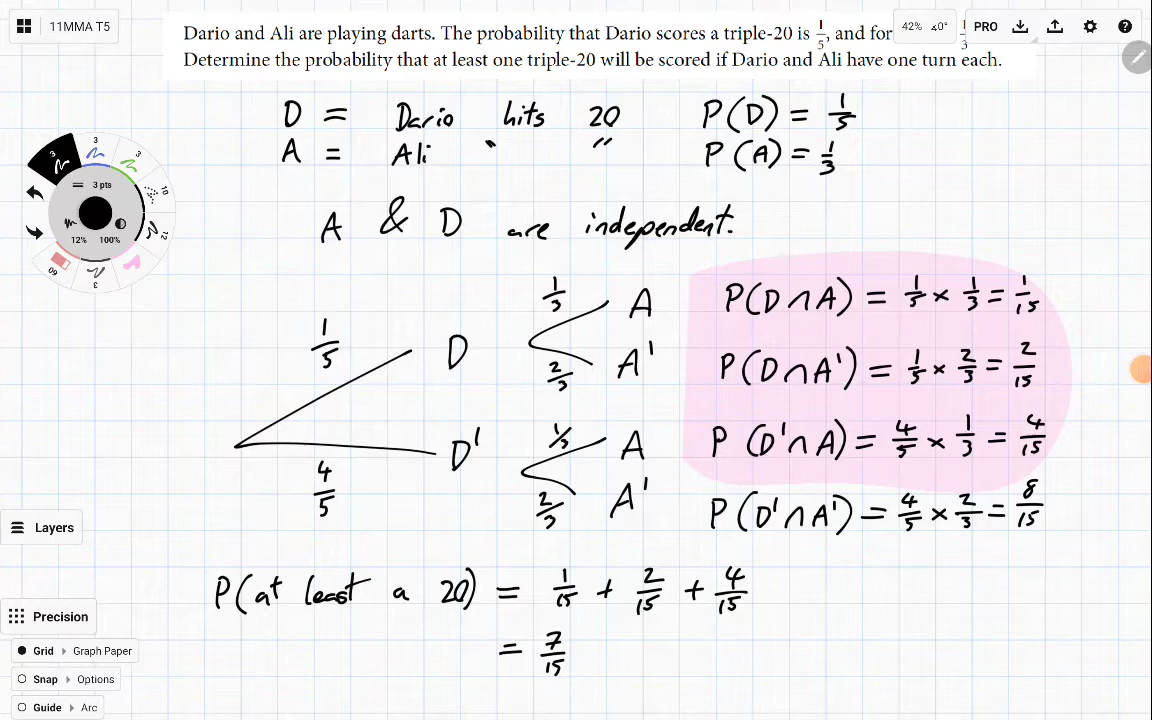 11MMA T5
Dario and Ali are playing darts. The probability that Dario scores a triple-20 is 1/5, and for
Determine the probability that at least one triple-20 will be scored if Dario and Ali have one turn each.
42% ∡0° PRO
D = Dario hits 20 P(D) = 1/5
A = Ali " " P(A) = 1/3
3 pts
12% 100%
A & D are independent.
1/3 A P(D∩A) = 1/5 × 1/3 = 1/15
1/5 D
2/3 A' P(D∩A') = 1/5 × 2/3 = 2/15
1/3 A P(D'∩A) = 4/5 × 1/3 = 4/15
4/5 D'
2/3 A' P(D'∩A') = 4/5 × 2/3 = 8/15
Layers
P(at least a 20) = 1/15 + 2/15 + 4/15
= 7/15
Precision
Grid Graph Paper
Snap Options
Guide Arc